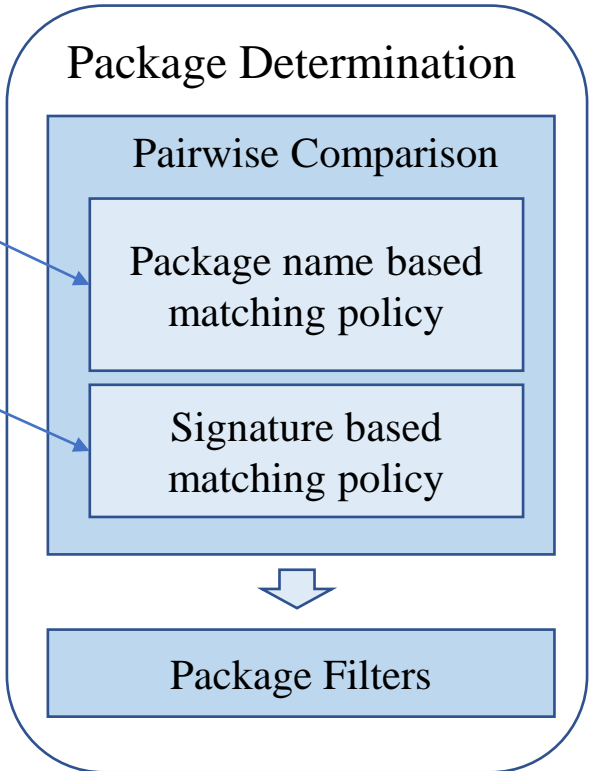 Package Determination
Pairwise Comparison
Package name based
matching policy
Signature based
matching policy
Package Filters